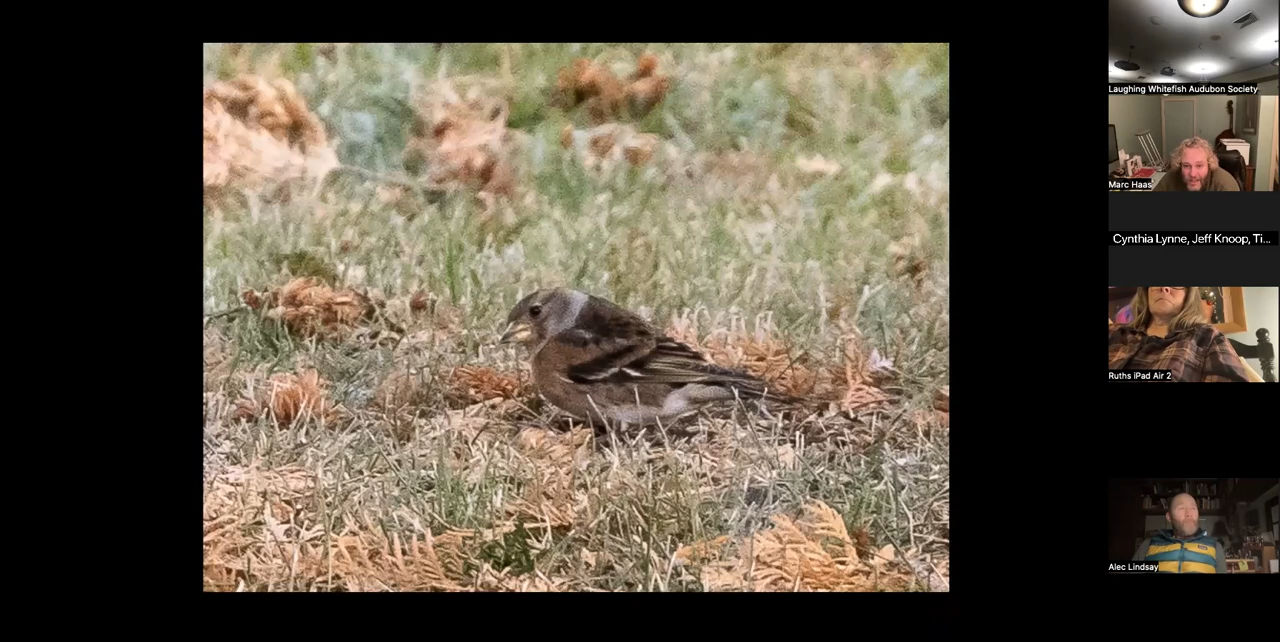 Laughing Whitefish Audubon Society
Marc Haas
Cynthia Lynne, Jeff Knoop, Ti...
Ruths iPad Air 2
Alec Lindsay